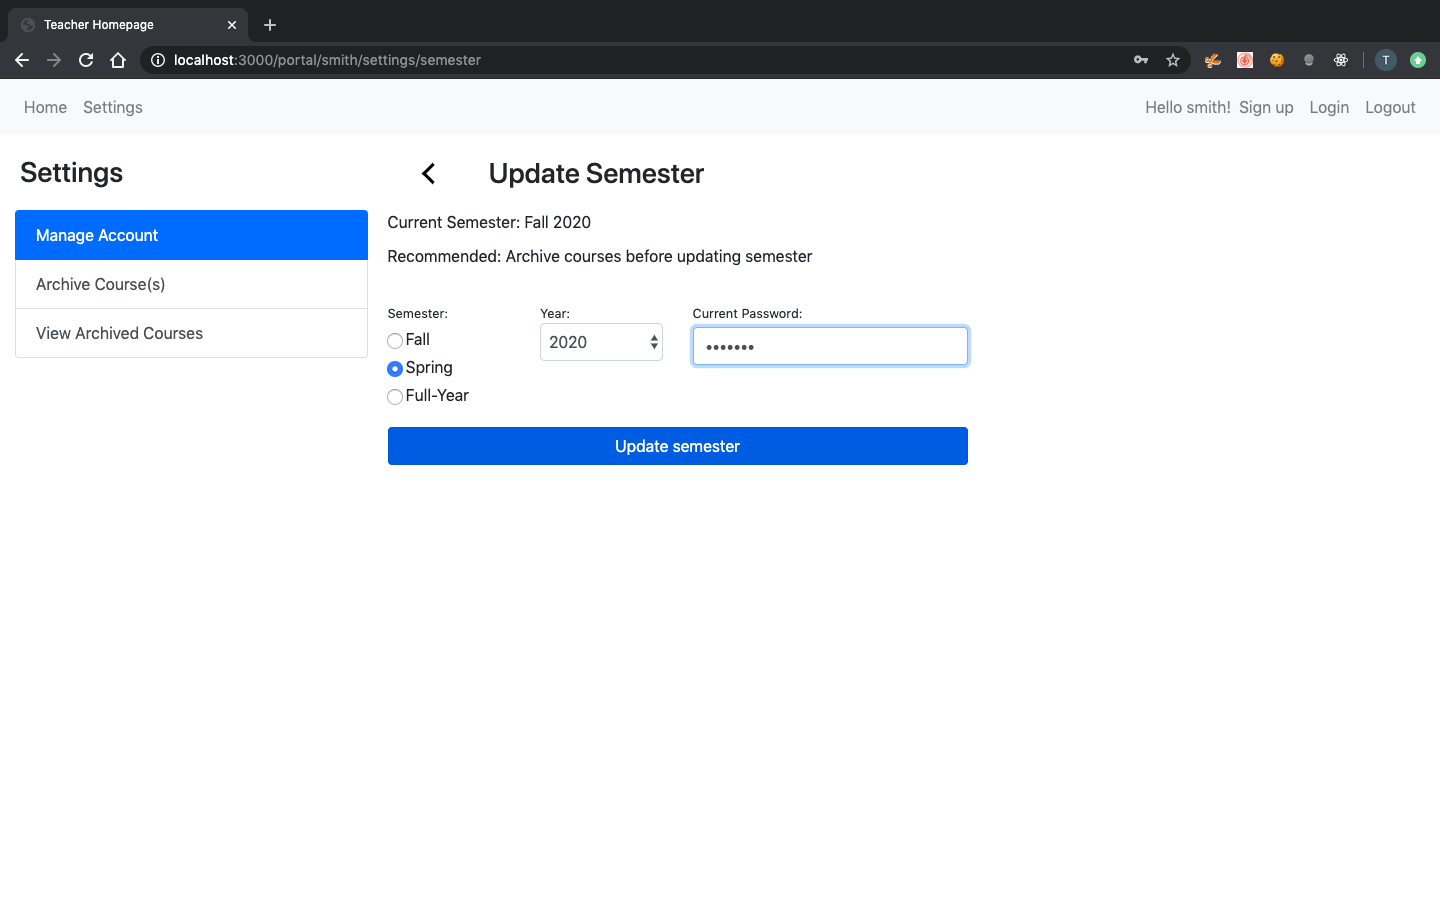 Teacher Homepage
localhost:3000/portal/smith/settings/semester
T
Home Settings
Hello smith! Sign up Login Logout
Settings
Manage Account
Archive Course(s)
View Archived Courses
Update Semester
Current Semester: Fall 2020
Recommended: Archive courses before updating semester
Semester:
Fall
Spring
Full-Year
Year:
2020
Current Password:
•••••••
Update semester